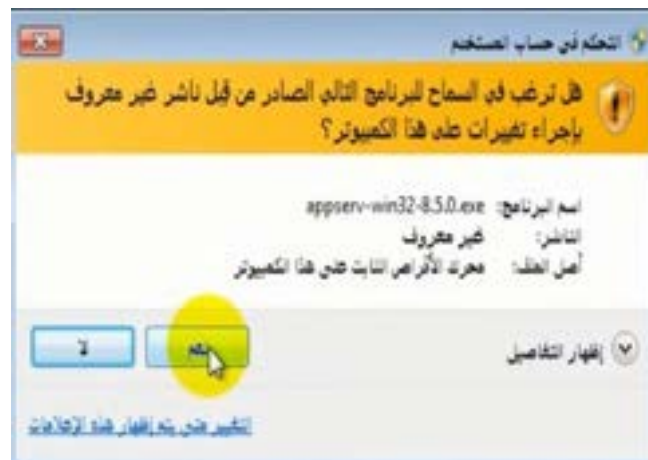 التحكم في حساب المستخدم
هل ترغب في السماح للبرنامج التالي الصادر من قبل ناشر غير معروف
بإجراء تغييرات على هذا الكمبيوتر؟
اسم البرنامج: appserv-win32-8.5.0.exe
الناشر: غير معروف
أصل الملف: محرك الأقراص الثابت على هذا الكمبيوتر
نعم
لا
إظهار التفاصيل
التغيير متى يتم إظهار هذه الإعلامات